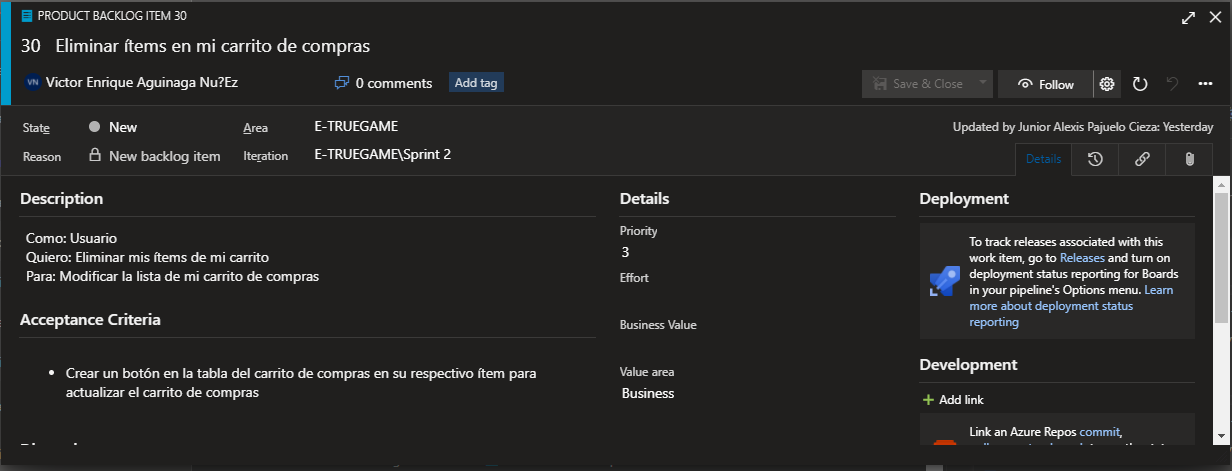 PRODUCT BACKLOG ITEM 30
30 Eliminar ítems en mi carrito de compras
VN Victor Enrique Aguinaga Nu?Ez 0 comments Add tag Save & Close Follow
State New Area E-TRUEGAME Updated by Junior Alexis Pajuelo Cieza: Yesterday
Reason New backlog item Iteration E-TRUEGAME\Sprint 2
Details
Description
Como: Usuario
Quiero: Eliminar mis ítems de mi carrito
Para: Modificar la lista de mi carrito de compras
Acceptance Criteria
• Crear un botón en la tabla del carrito de compras en su respectivo ítem para
actualizar el carrito de compras
Details
Priority
3
Effort
Business Value
Value area
Business
Deployment
To track releases associated with this
work item, go to Releases and turn on
deployment status reporting for Boards
in your pipeline's Options menu. Learn
more about deployment status
reporting
Development
+ Add link
Link an Azure Repos commit,